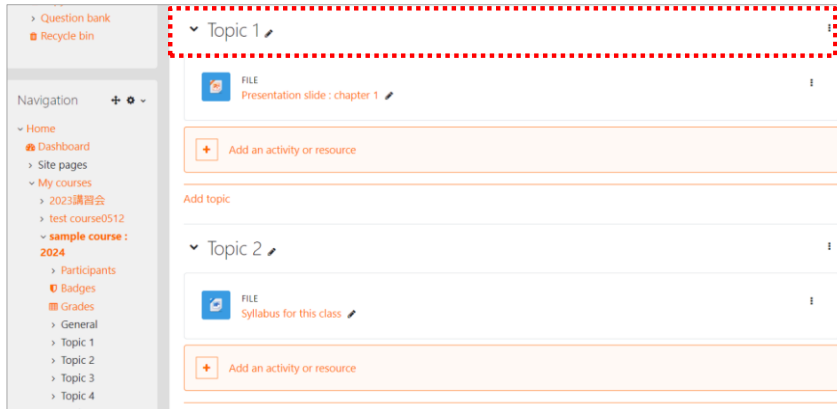 Question bank
Recycle bin
Navigation
Home
Dashboard
Site pages
My courses
2023講習会
test course0512
sample course :
2024
Participants
Badges
Grades
General
Topic 1
Topic 2
Topic 3
Topic 4
Topic 1
FILE
Presentation slide : chapter 1
Add an activity or resource
Add topic
Topic 2
FILE
Syllabus for this class
Add an activity or resource